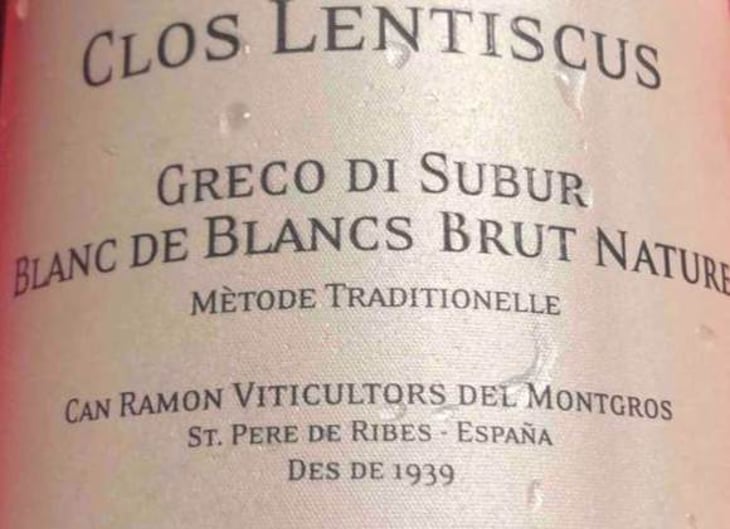 Clos Lentiscus
Greco di Subur
Blanc de Blancs Brut Nature
Mètode Traditionelle
Can Ramon Viticultors del Montgros
St. Pere de Ribes - España
Des de 1939